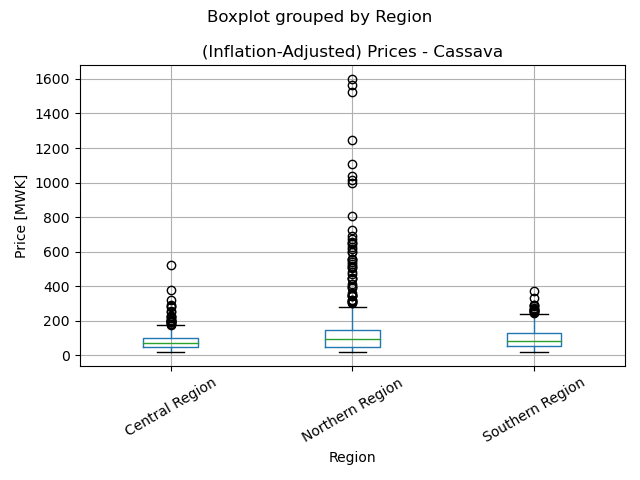 Boxplot grouped by Region
(Inflation-Adjusted) Prices - Cassava
1600
1400
1200
1000
800
600
400
200
0
Price [MWK]
Central Region
Northern Region
Southern Region
Region